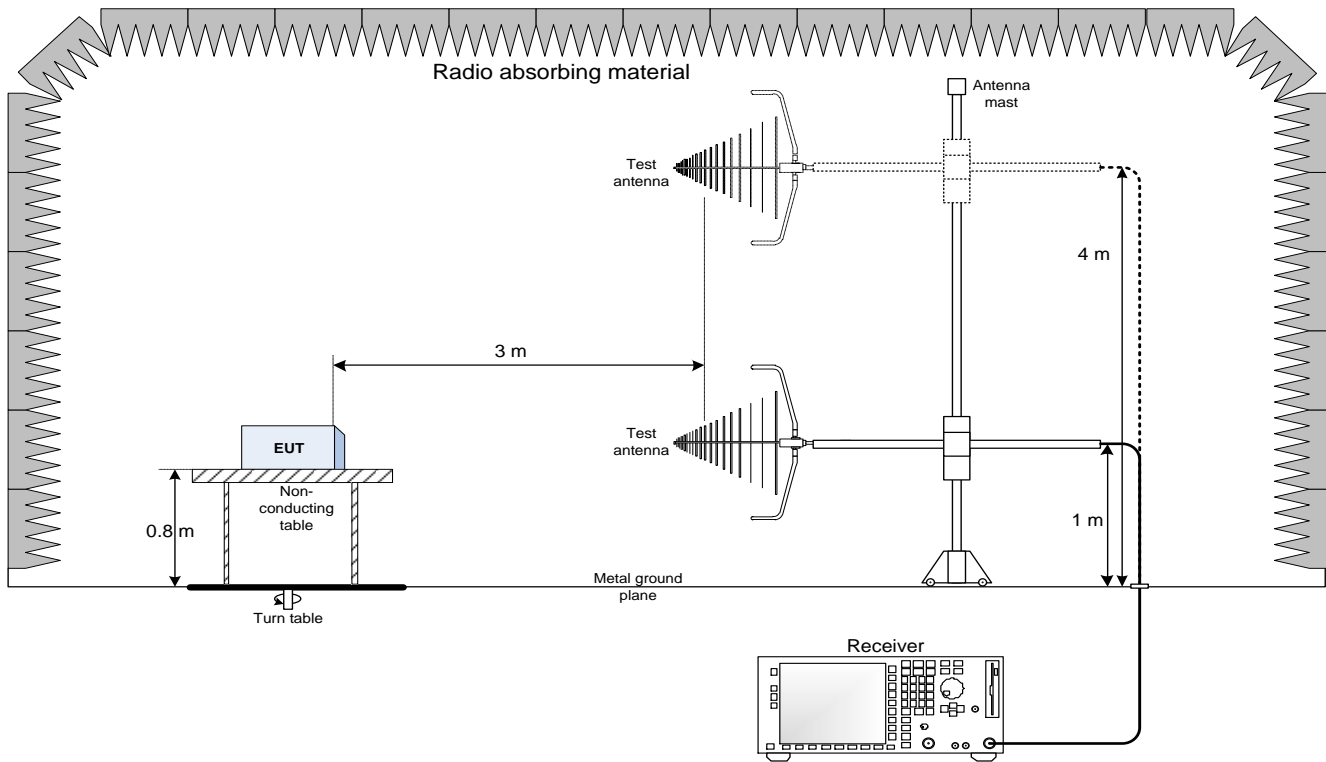 Radio absorbing material
Antenna
mast
Test
antenna
4 m
3 m
Test
antenna
EUT
Non-
conducting
table
0.8 m
1 m
Metal ground
plane
Turn table
Receiver